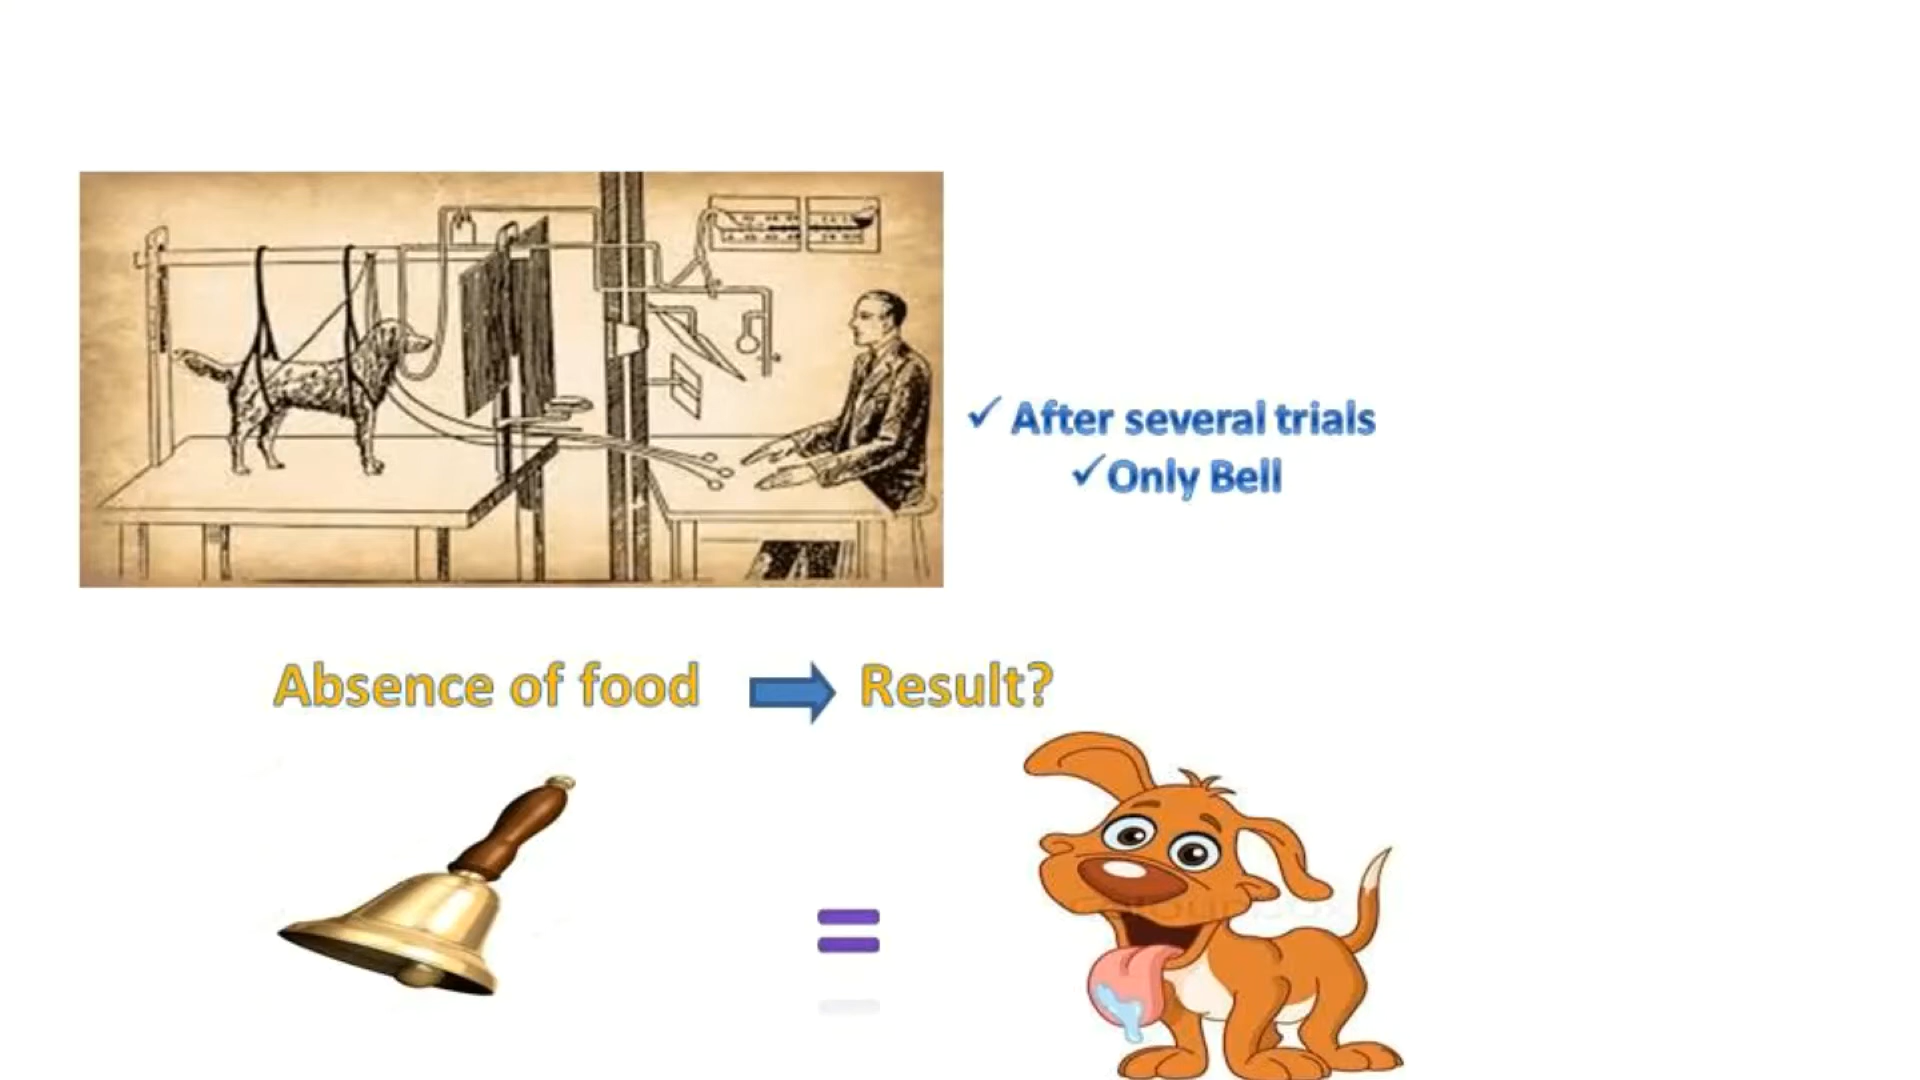 ✓ After several trials
✓Only Bell
Absence of food
Result?